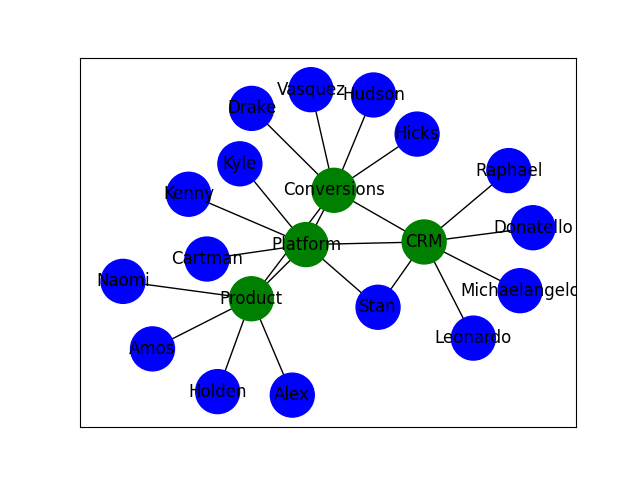 Vasquez
Hudson
Drake
Hicks
Kyle
Raphael
Kenny
Conversions
Donatello
CRM
Platform
Cartman
Naomi
Michaelangelo
Product
Stan
Leonardo
Amos
Holden
Alex